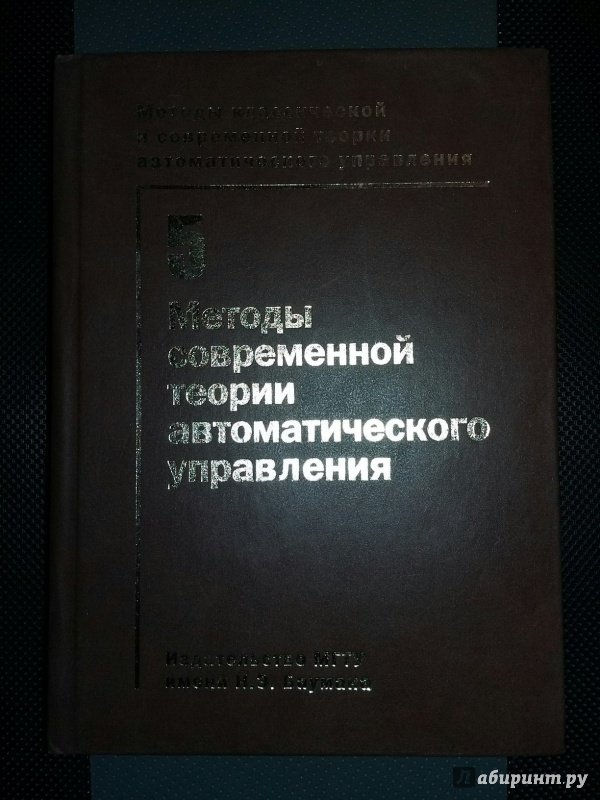 Методы классической
и современной теории
автоматического управления
5
Методы
современной
теории
автоматического
управления
Издательство МГТУ
имени Н.Э. Баумана
Лабиринт.ру